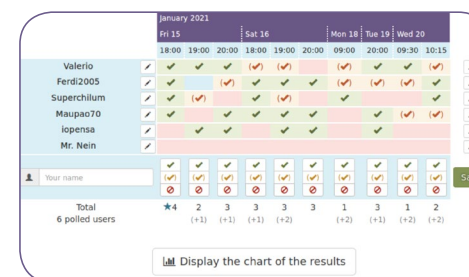 January 2021
Fri 15 Sat 16 Mon 18 Tue 19 Wed 20
18:00 19:00 20:00 18:00 19:00 20:00 09:00 20:00 09:30 10:15
Valerio
Ferdi2005
Superchilum
Maupao70
iopensa
Mr. Nein
Your name
Sa
Total ★4 2 3 3 3 3 1 3 1 2
6 polled users (+1) (+1) (+1) (+2) (+2) (+1) (+2) (+2)
Display the chart of the results